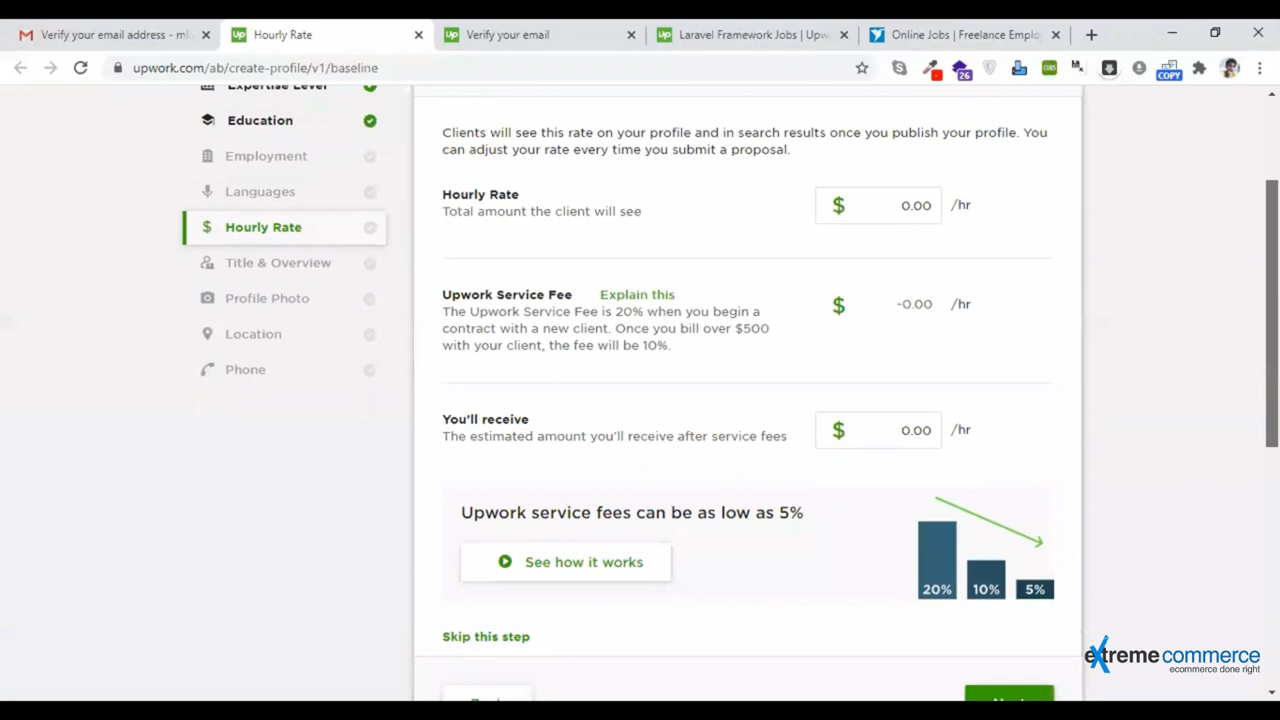 Verify your email address - mk
Hourly Rate
Verify your email
Laravel Framework Jobs | Upw
Online Jobs | Freelance Emplo
upwork.com/ab/create-profile/v1/baseline
26
CORS
COPY
Expertise Level
Education
Employment
Languages
$ Hourly Rate
Title & Overview
Profile Photo
Location
Phone
Clients will see this rate on your profile and in search results once you publish your profile. You
can adjust your rate every time you submit a proposal.
Hourly Rate
Total amount the client will see
$ 0.00 /hr
Upwork Service Fee Explain this
The Upwork Service Fee is 20% when you begin a
contract with a new client. Once you bill over $500
with your client, the fee will be 10%.
$ -0.00 /hr
You'll receive
The estimated amount you'll receive after service fees
$ 0.00 /hr
Upwork service fees can be as low as 5%
See how it works
20% 10% 5%
Skip this step
extreme commerce
ecommerce done right